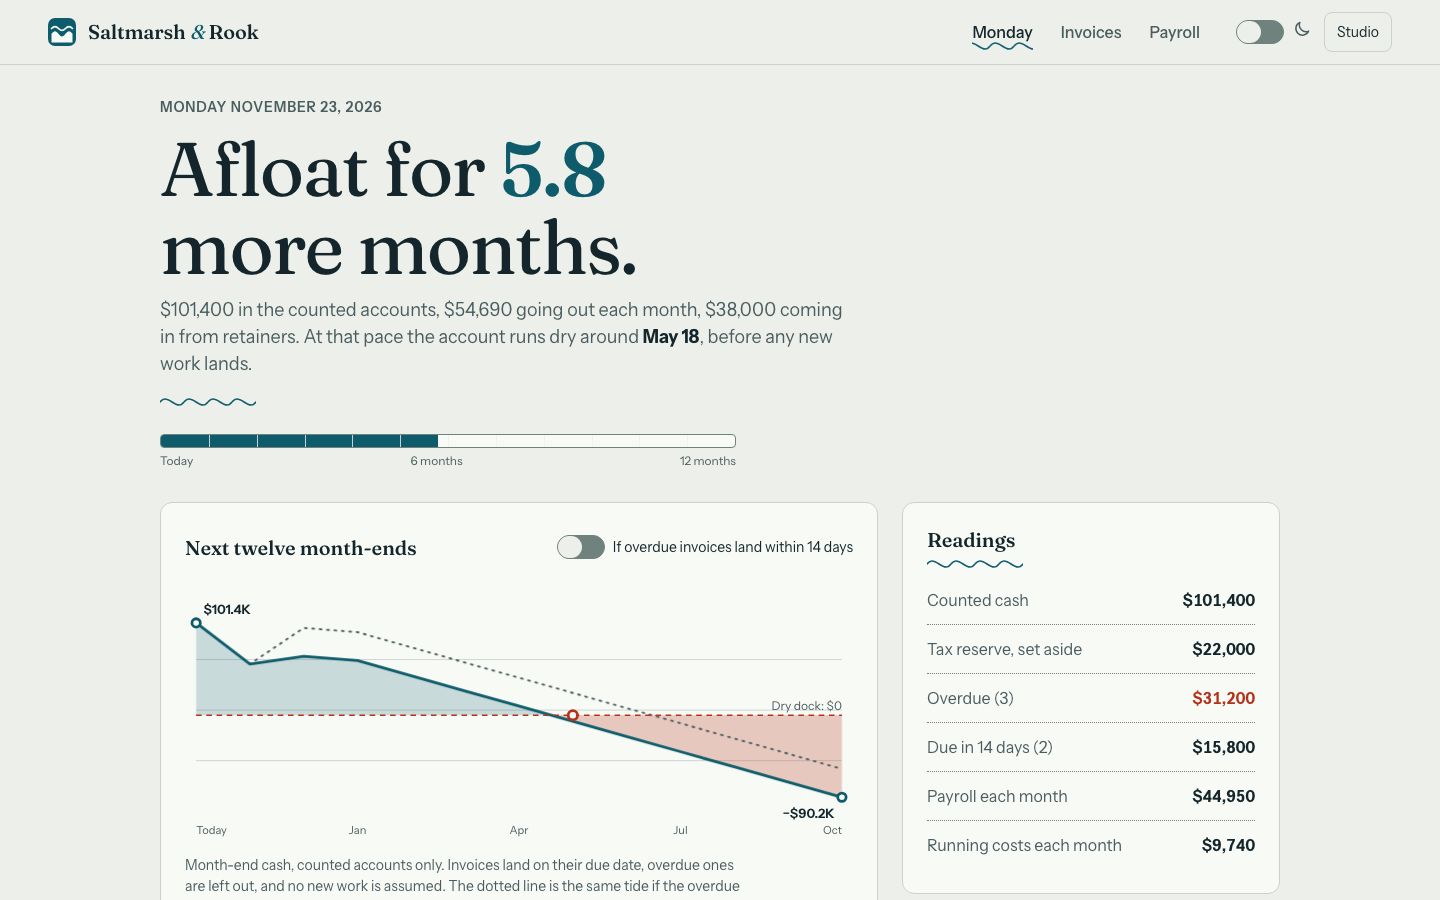 Saltmarsh & Rook
Monday
Invoices
Payroll
Studio
MONDAY NOVEMBER 23, 2026
Afloat for 5.8
more months.
$101,400 in the counted accounts, $54,690 going out each month, $38,000 coming
in from retainers. At that pace the account runs dry around May 18, before any new
work lands.
Today
6 months
12 months
Next twelve month-ends
If overdue invoices land within 14 days
$101.4K
Dry dock: $0
−$90.2K
Today
Jan
Apr
Jul
Oct
Month-end cash, counted accounts only. Invoices land on their due date, overdue ones
are left out, and no new work is assumed. The dotted line is the same tide if the overdue
Readings
Counted cash $101,400
Tax reserve, set aside $22,000
Overdue (3) $31,200
Due in 14 days (2) $15,800
Payroll each month $44,950
Running costs each month $9,740